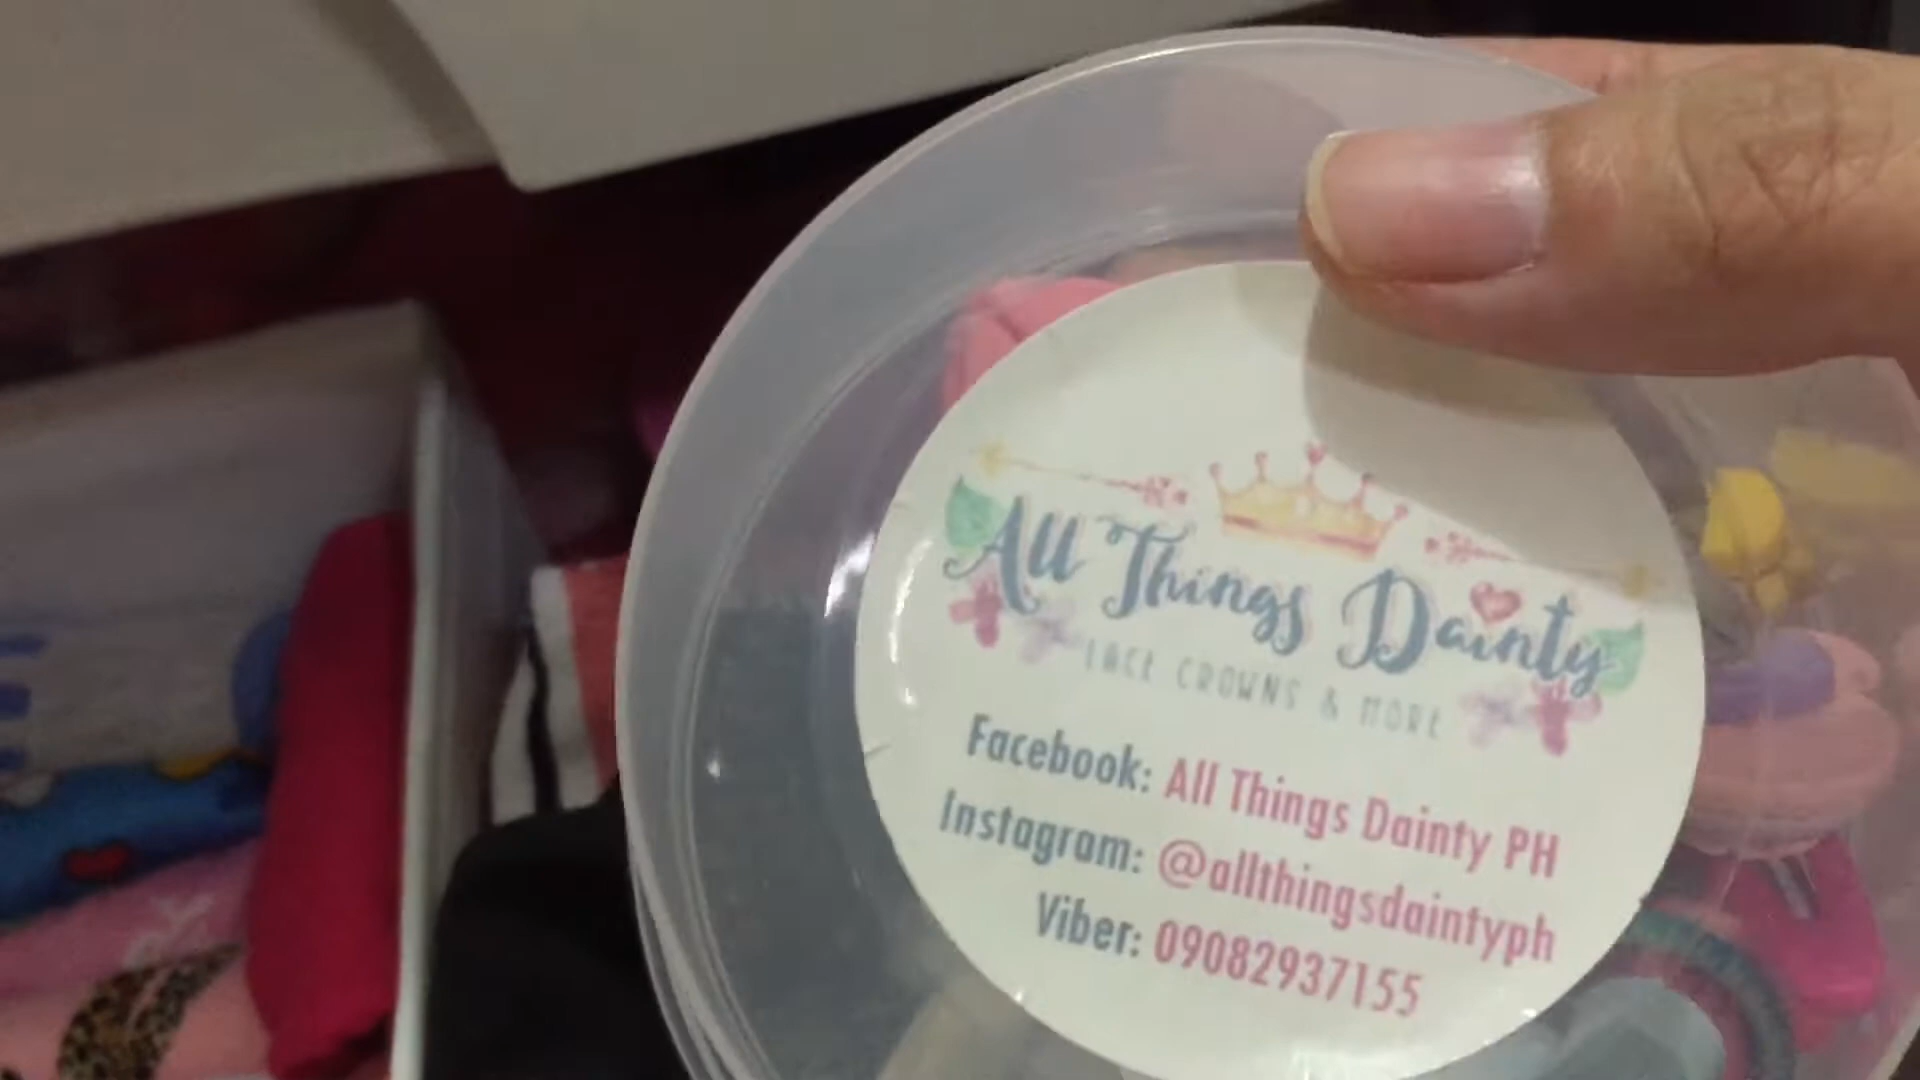 All Things Dainty
LACE CROWNS & MORE
Facebook: All Things Dainty PH
Instagram: @allthingsdaintyph
Viber: 09082937155